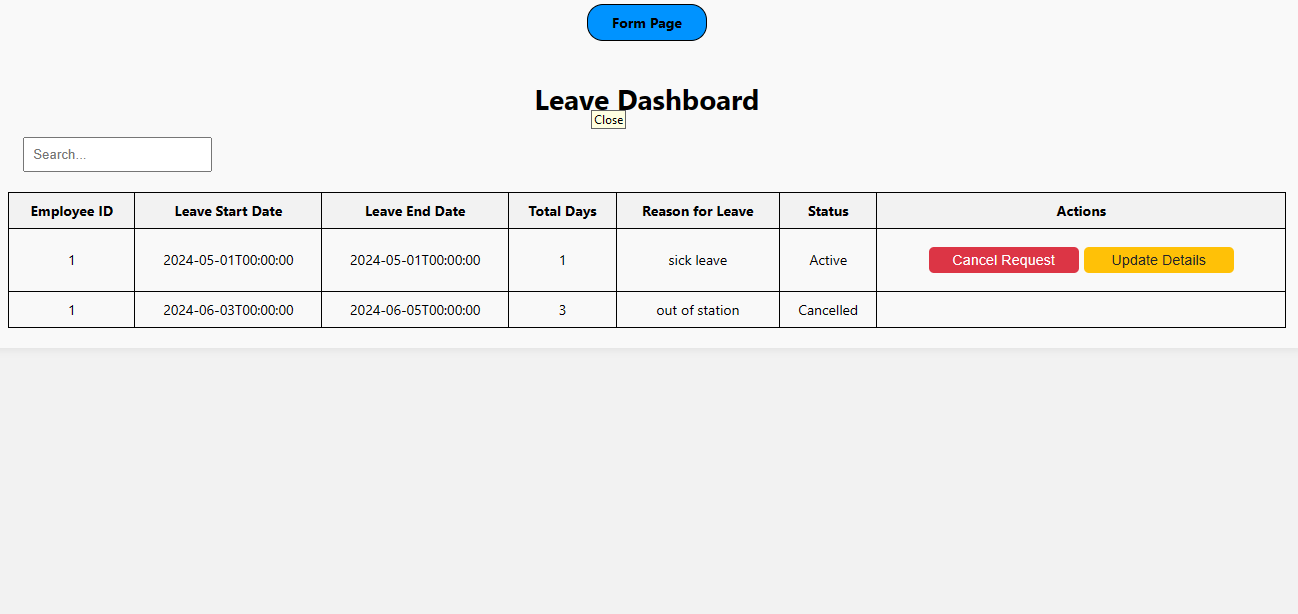 Form Page
Leave Dashboard
Close
Search...
Employee ID Leave Start Date Leave End Date Total Days Reason for Leave Status Actions
1 2024-05-01T00:00:00 2024-05-01T00:00:00 1 sick leave Active Cancel Request Update Details
1 2024-06-03T00:00:00 2024-06-05T00:00:00 3 out of station Cancelled